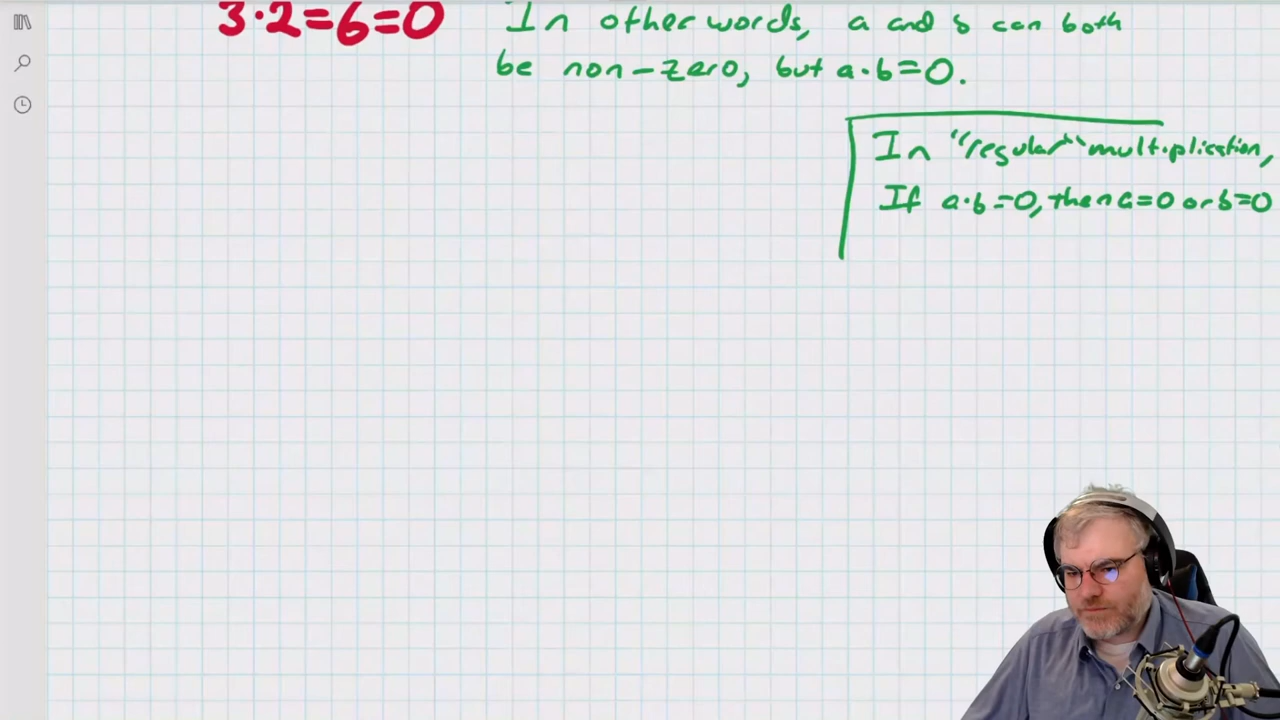 3·2=6=0
In other words, a and b can both
be non-zero, but a·b=0.
In "regular" multiplication,
If a·b=0, then a=0 or b=0